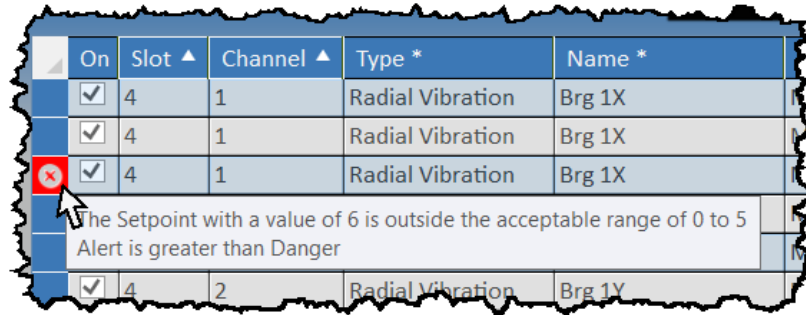 On Slot ▲ Channel ▲ Type * Name *
4 1 Radial Vibration Brg 1X
4 1 Radial Vibration Brg 1X
4 1 Radial Vibration Brg 1X
The Setpoint with a value of 6 is outside the acceptable range of 0 to 5
Alert is greater than Danger
4 2 Radial Vibration Brg 1Y